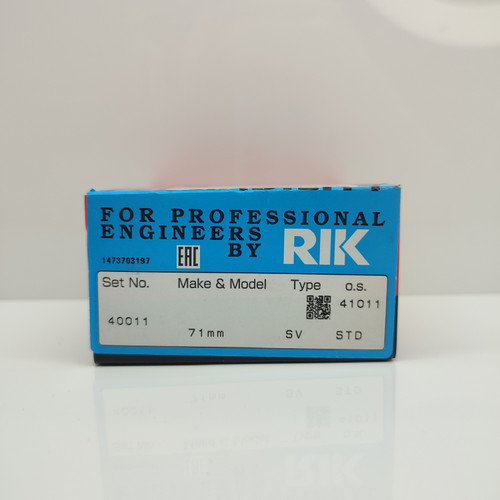 FOR PROFESSIONAL
ENGINEERS
BY RIK
1473703197 EAC
Set No. Make & Model Type o.s.
41011
40011 71mm SV STD